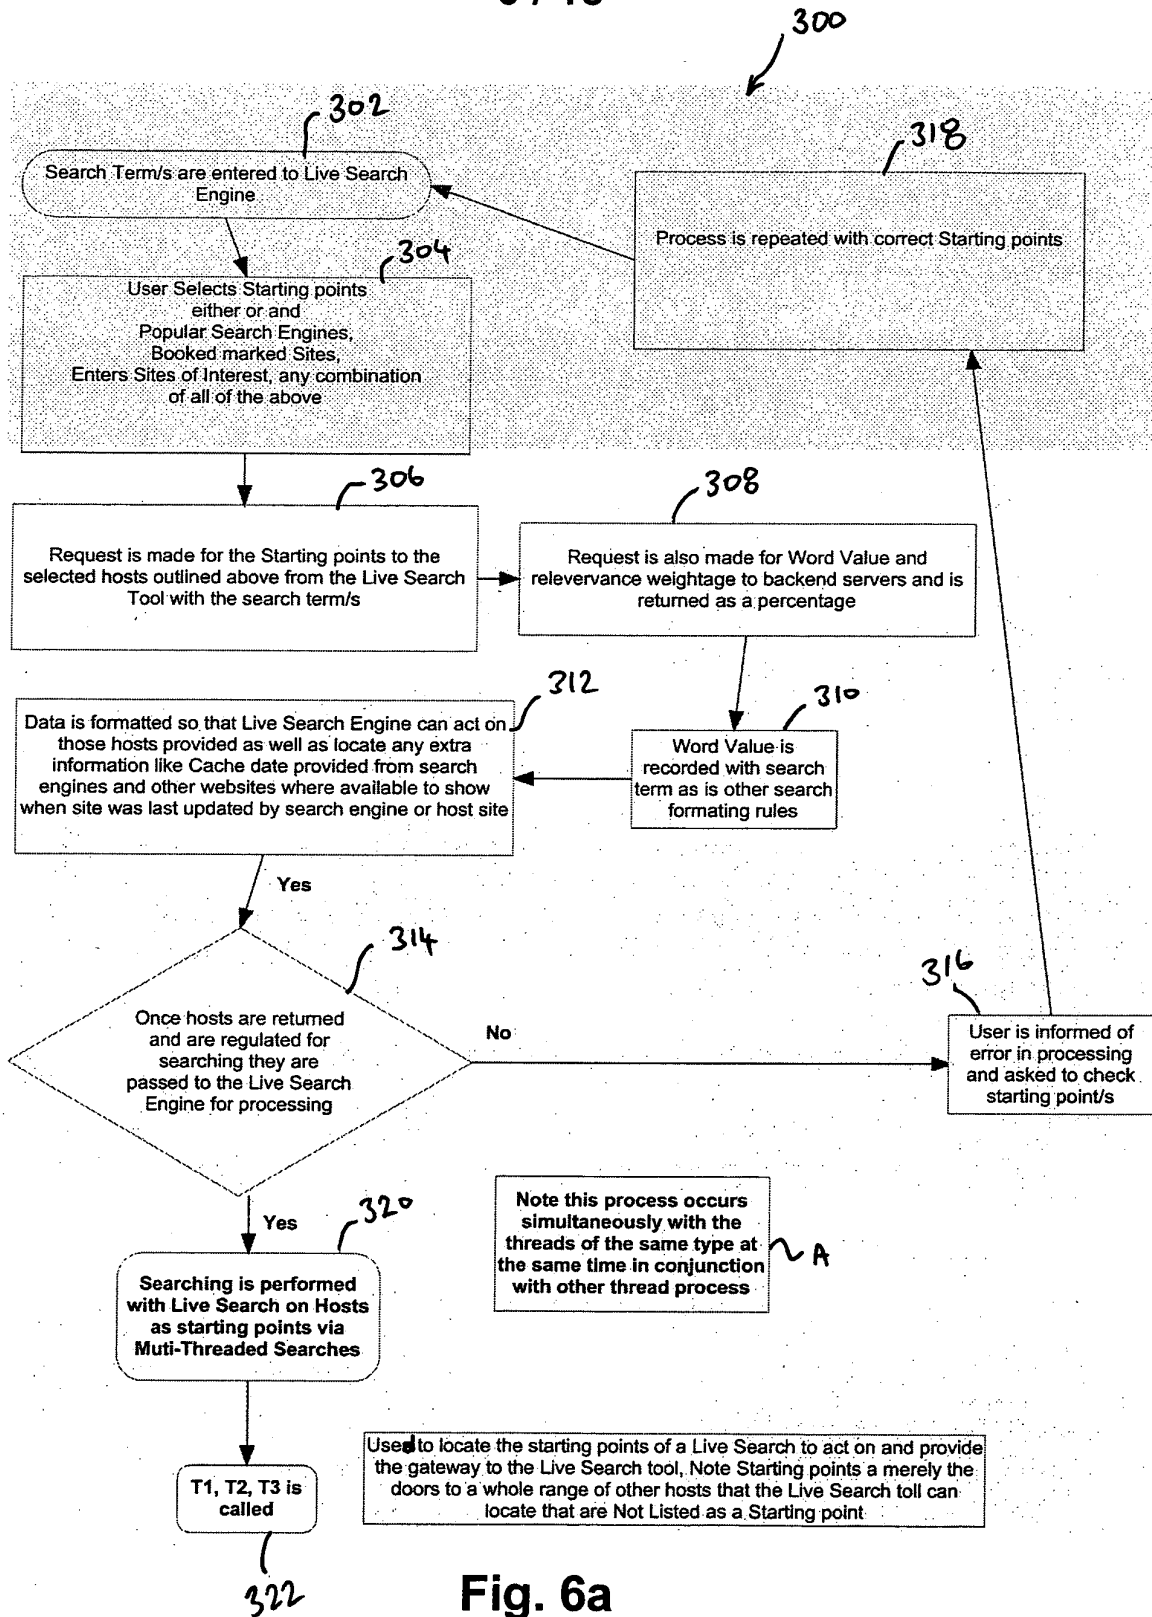 300
302
Search Term/s are entered to Live Search
Engine
318
Process is repeated with correct Starting points
304
User Selects Starting points
either or and
Popular Search Engines,
Booked marked Sites,
Enters Sites of Interest, any combination
of all of the above
306
Request is made for the Starting points to the
selected hosts outlined above from the Live Search
Tool with the search term/s
308
Request is also made for Word Value and
relevervance weightage to backend servers and is
returned as a percentage
312
Data is formatted so that Live Search Engine can act on
those hosts provided as well as locate any extra
information like Cache date provided from search
engines and other websites where available to show
when site was last updated by search engine or host site
310
Word Value is
recorded with search
term as is other search
formating rules
Yes
314
Once hosts are returned
and are regulated for
searching they are
passed to the Live Search
Engine for processing
No
316
User is informed of
error in processing
and asked to check
starting point/s
Yes
320
Searching is performed
with Live Search on Hosts
as starting points via
Muti-Threaded Searches
Note this process occurs
simultaneously with the
threads of the same type at
the same time in conjunction
with other thread process
A
T1, T2, T3 is
called
322
Used to locate the starting points of a Live Search to act on and provide
the gateway to the Live Search tool, Note Starting points a merely the
doors to a whole range of other hosts that the Live Search toll can
locate that are Not Listed as a Starting point
Fig. 6a